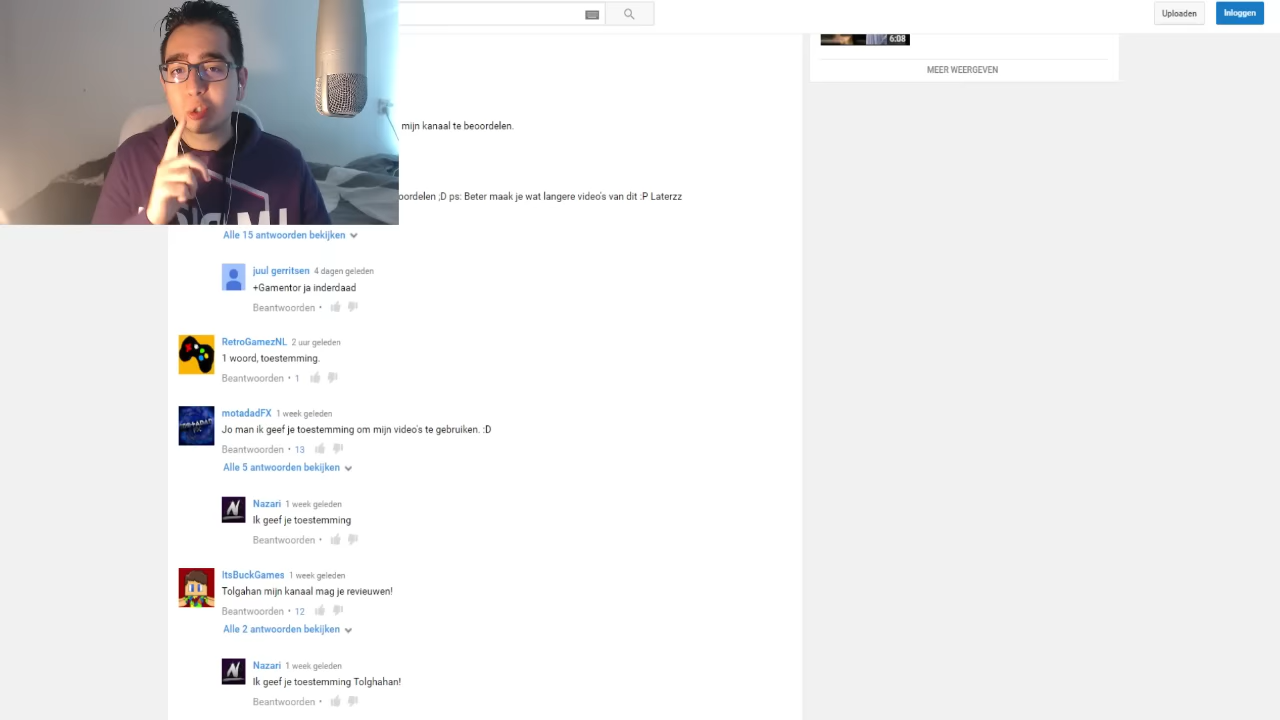 Uploaden
Inloggen
6:08
MEER WEERGEVEN
mijn kanaal te beoordelen.
oordelen ;D ps: Beter maak je wat langere video's van dit :P Laterzz
Alle 15 antwoorden bekijken
juul gerritsen 4 dagen geleden
+Gamentor ja inderdaad
Beantwoorden •
RetroGamezNL 2 uur geleden
1 woord, toestemming.
Beantwoorden • 1
motadadFX 1 week geleden
Jo man ik geef je toestemming om mijn video's te gebruiken. :D
Beantwoorden • 13
Alle 5 antwoorden bekijken
Nazari 1 week geleden
Ik geef je toestemming
Beantwoorden •
ItsBuckGames 1 week geleden
Tolgahan mijn kanaal mag je revieuwen!
Beantwoorden • 12
Alle 2 antwoorden bekijken
Nazari 1 week geleden
Ik geef je toestemming Tolghahan!
Beantwoorden •